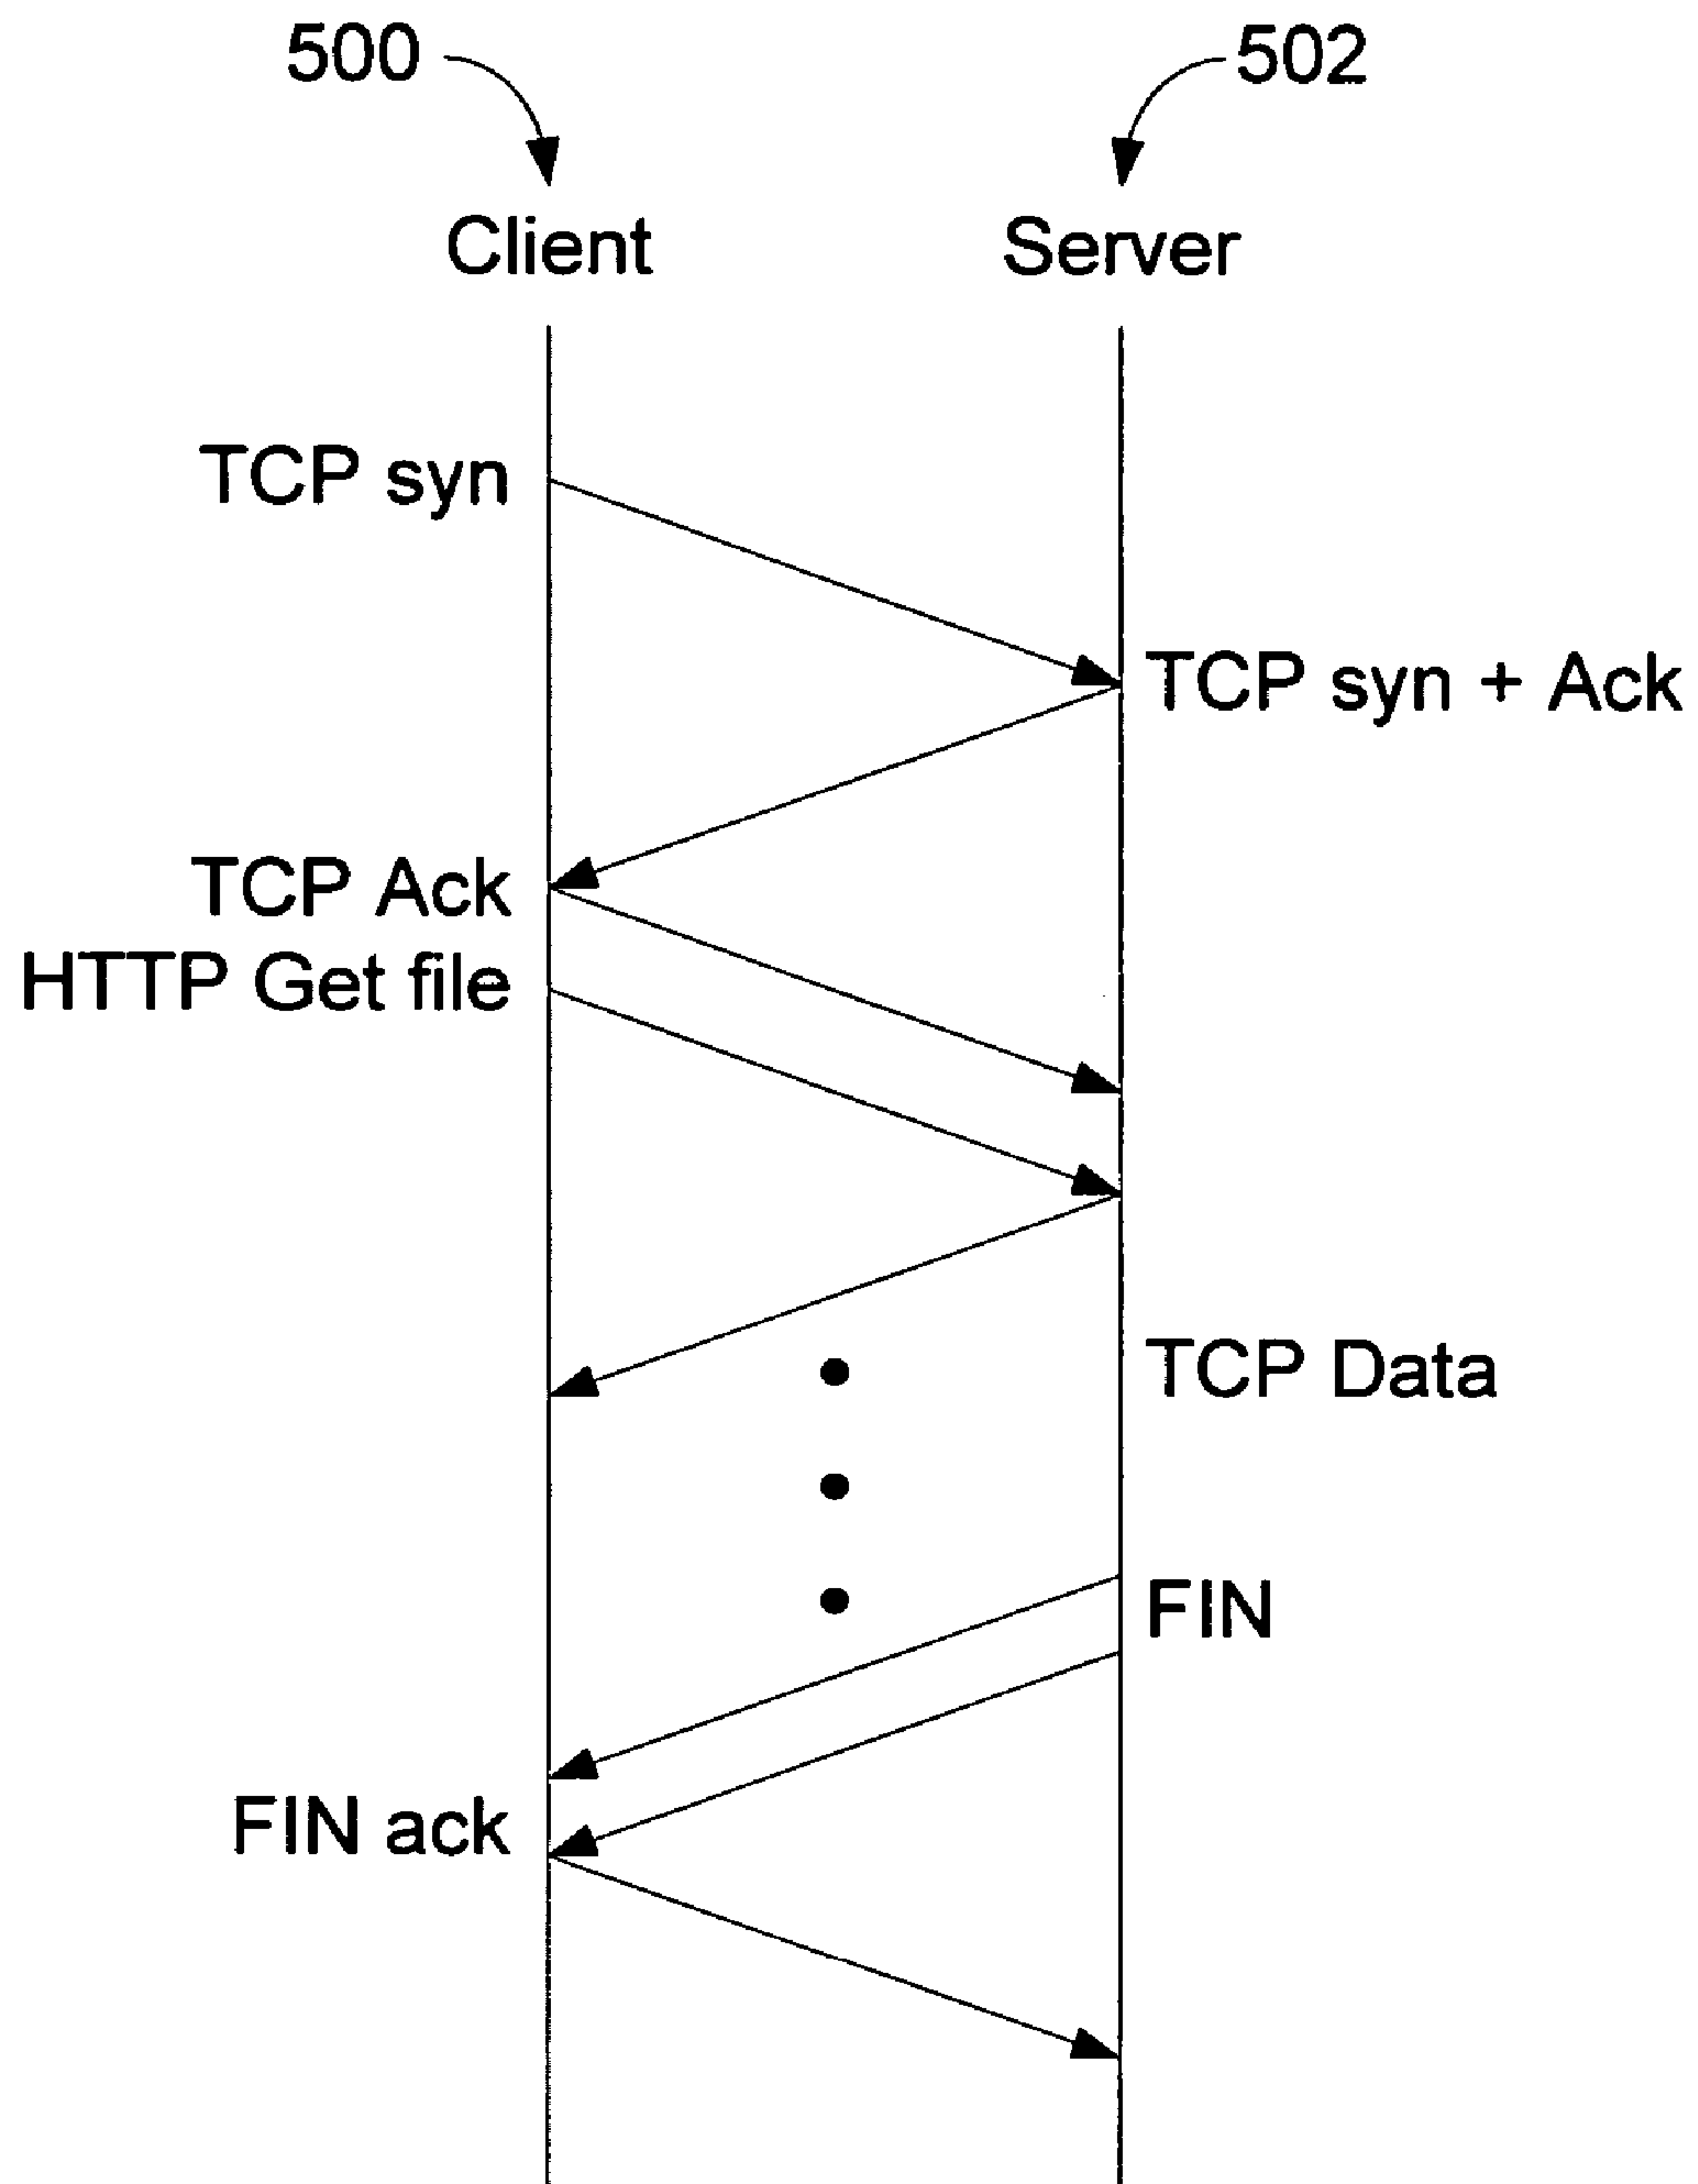 500
502
Client
Server
TCP syn
TCP syn + Ack
TCP Ack
HTTP Get file
TCP Data
FIN
FIN ack